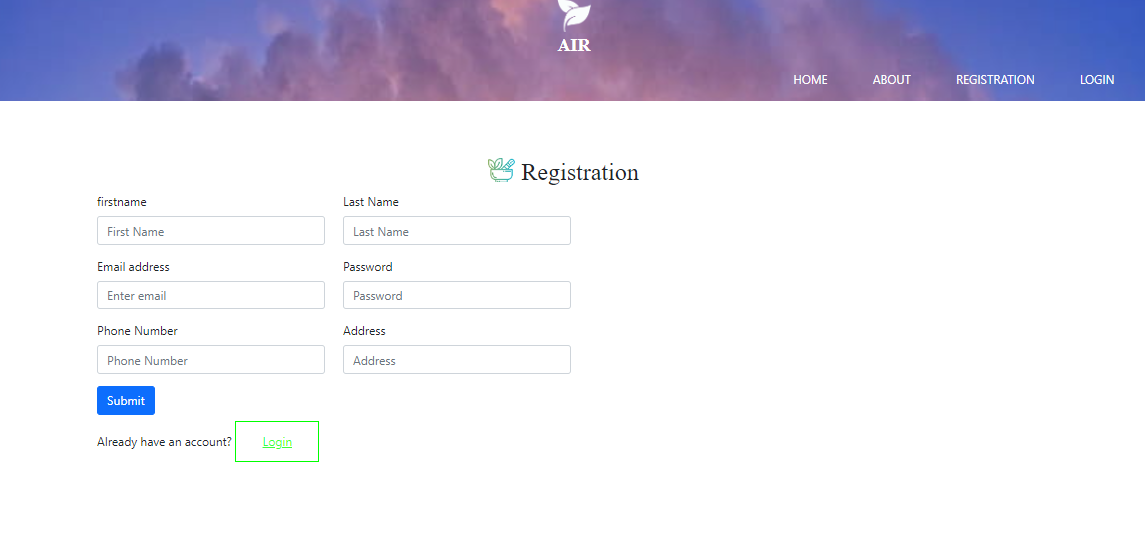 AIR
HOME ABOUT REGISTRATION LOGIN
Registration
firstname Last Name
First Name Last Name
Email address Password
Enter email Password
Phone Number Address
Phone Number Address
Submit
Already have an account? Login